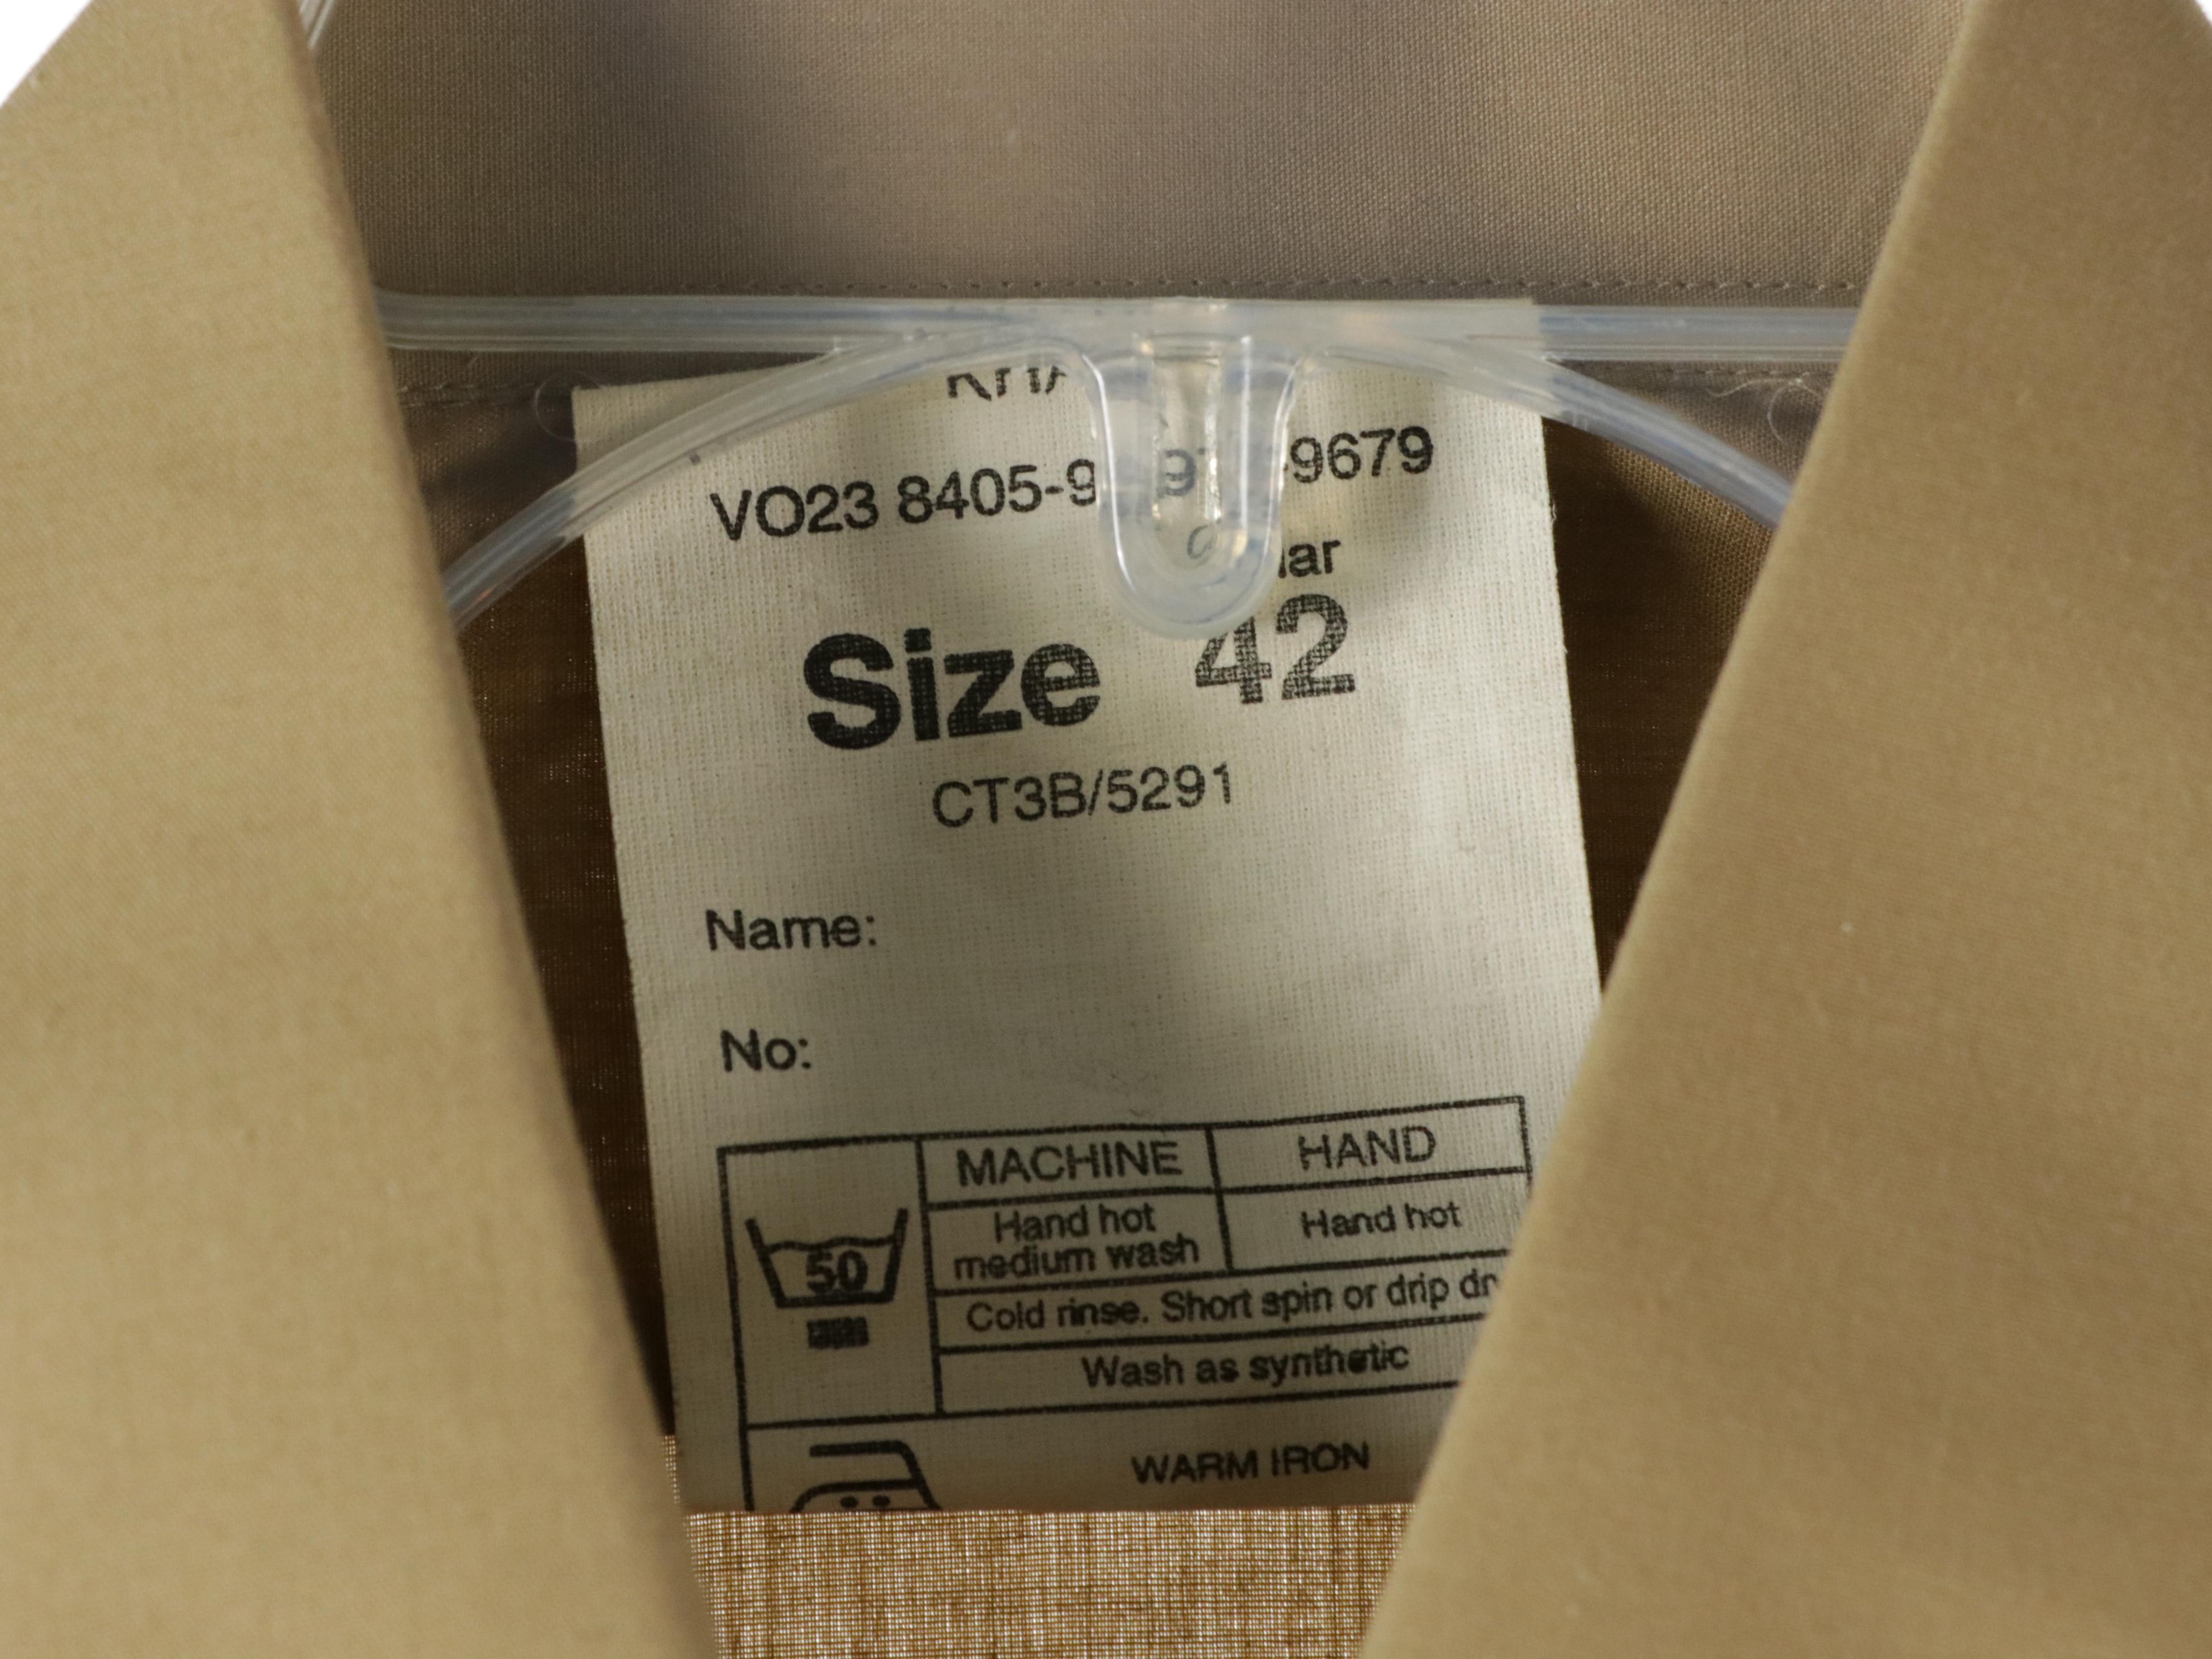 VO23 8405-9 9 -9679
Size 42
CT3B/5291
Name:
No:
MACHINE HAND
50
Hand hot
medium wash
Hand hot
Cold rinse. Short spin or drip
Wash as synthetic
WARM IRON